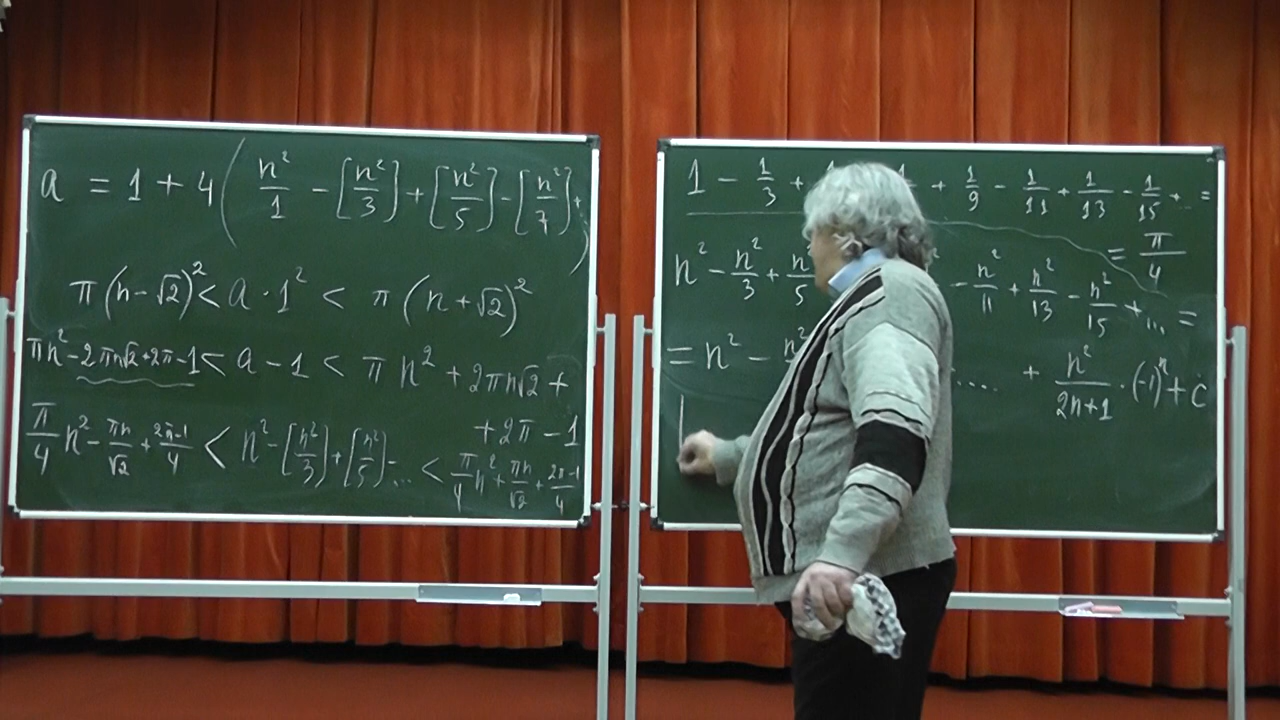 a = 1 + 4 ( n²/1 - [n²/3] + [n²/5] - [n²/7] + )
π (n - √2)² < a · 1² < π (n + √2)²
πn² - 2πn√2 + 2π - 1 < a - 1 < π n² + 2πn√2 +
+ 2π - 1
π/4 n² - πn/√2 + 2π-1/4 < n² - [n²/3] + [n²/5] - ... < π/4 n² + πn/√2 + 2π-1/4
1 - 1/3 + + 1/9 - 1/11 + 1/13 - 1/15 + ... =
= π/4
n² - n²/3 + n²/5 - n²/11 + n²/13 - n²/15 + ... =
= n² - n² .... + n²/2n+1 · (-1)ⁿ + c